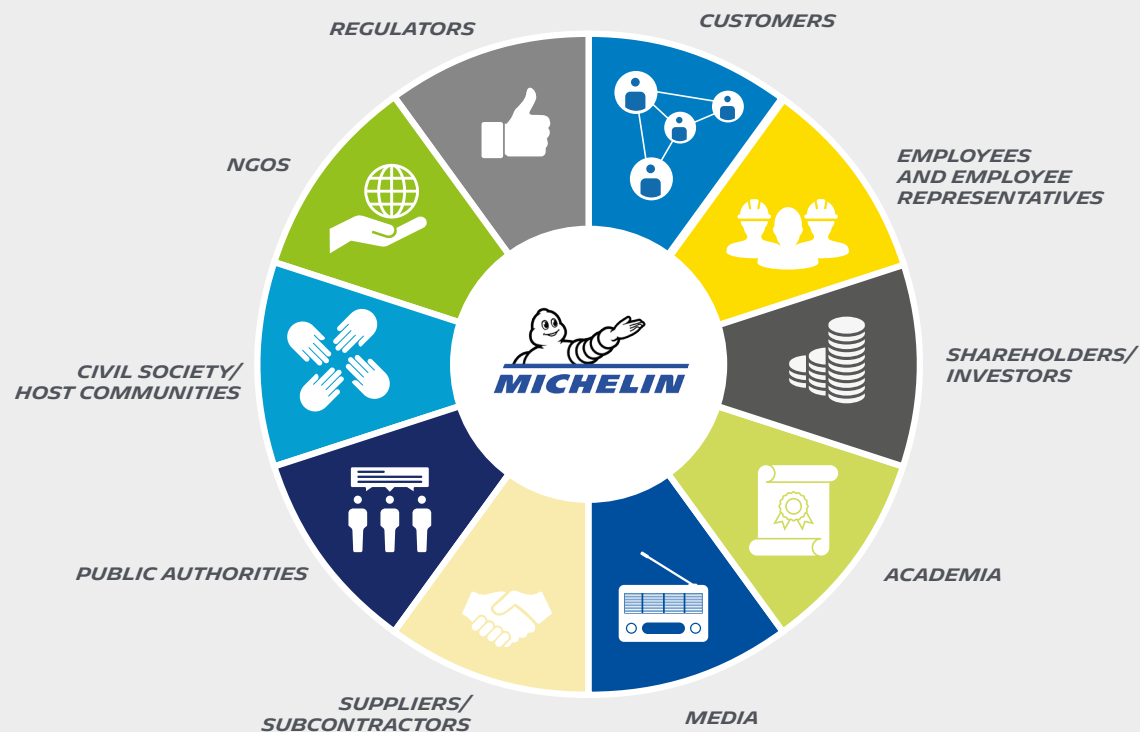 CUSTOMERS
EMPLOYEES
AND EMPLOYEE
REPRESENTATIVES
SHAREHOLDERS/
INVESTORS
ACADEMIA
MEDIA
SUPPLIERS/
SUBCONTRACTORS
PUBLIC AUTHORITIES
CIVIL SOCIETY/
HOST COMMUNITIES
NGOS
REGULATORS
MICHELIN